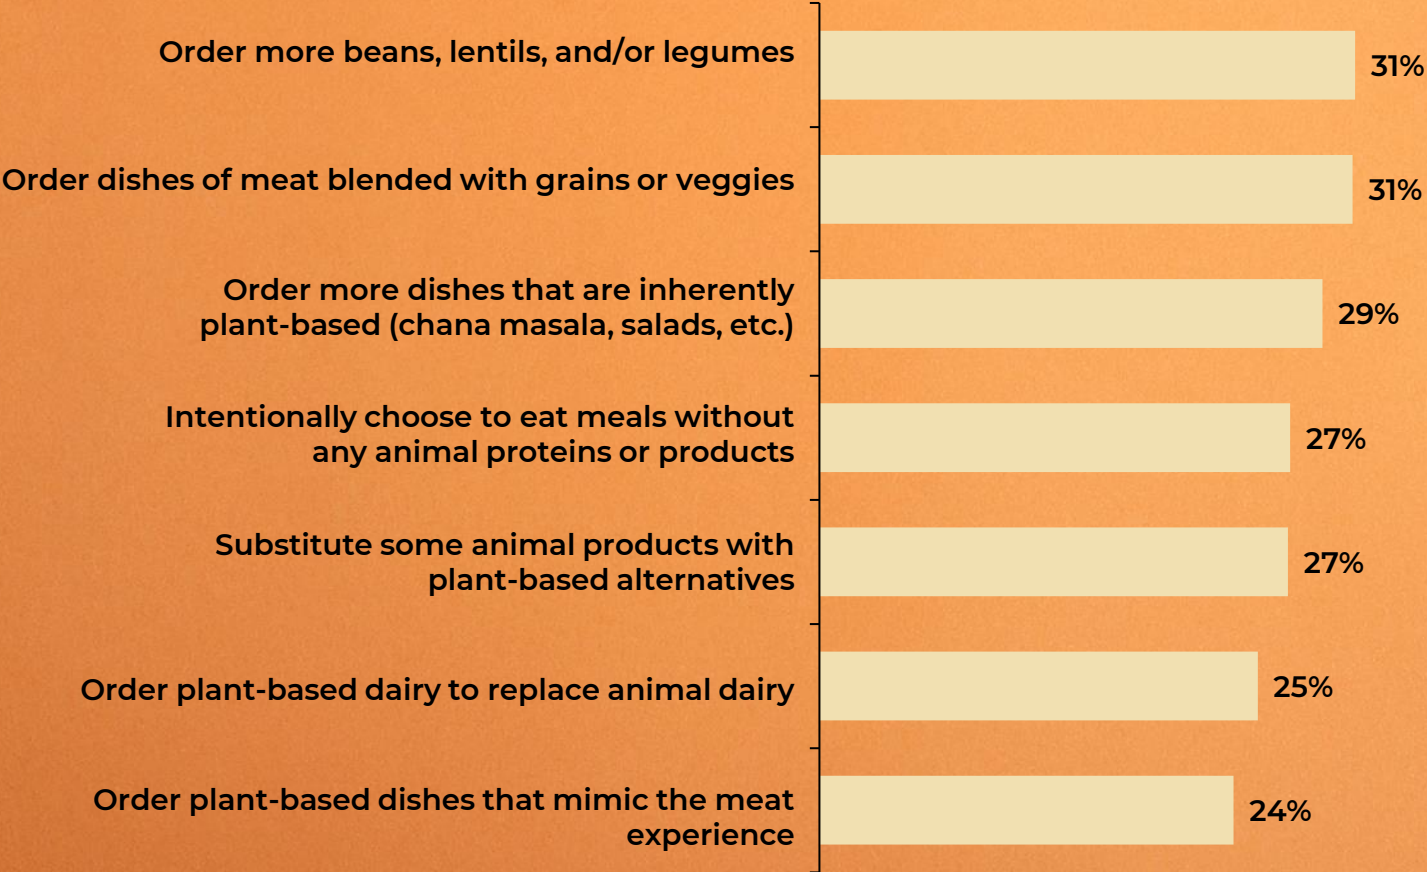 Order more beans, lentils, and/or legumes
31%
Order dishes of meat blended with grains or veggies
31%
Order more dishes that are inherently
plant-based (chana masala, salads, etc.)
29%
Intentionally choose to eat meals without
any animal proteins or products
27%
Substitute some animal products with
plant-based alternatives
27%
Order plant-based dairy to replace animal dairy
25%
Order plant-based dishes that mimic the meat
experience
24%